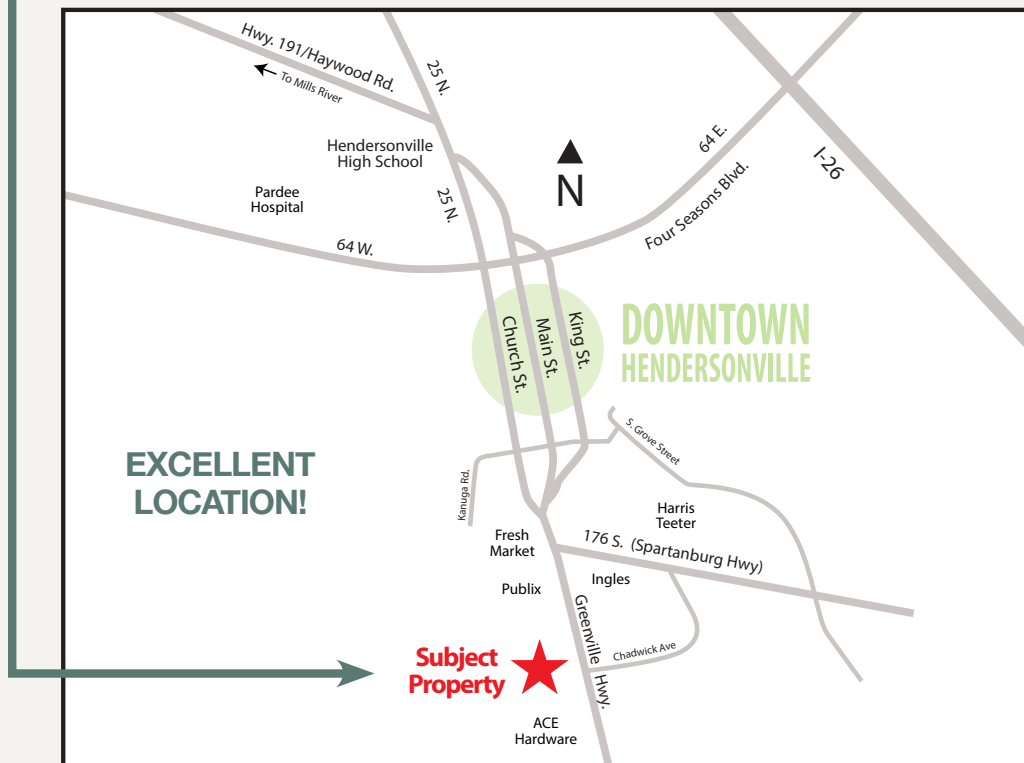 Hwy. 191/Haywood Rd.
To Mills River
25 N.
Hendersonville
High School
25 N.
Pardee
Hospital
64 W.
N
64 E.
Four Seasons Blvd.
I-26
Church St.
Main St.
King St.
DOWNTOWN
HENDERSONVILLE
S. Grove Street
Kanuga Rd.
EXCELLENT
LOCATION!
Harris
Teeter
Fresh
Market
176 S. (Spartanburg Hwy)
Publix
Ingles
Greenville Hwy.
Chadwick Ave
Subject
Property
ACE
Hardware